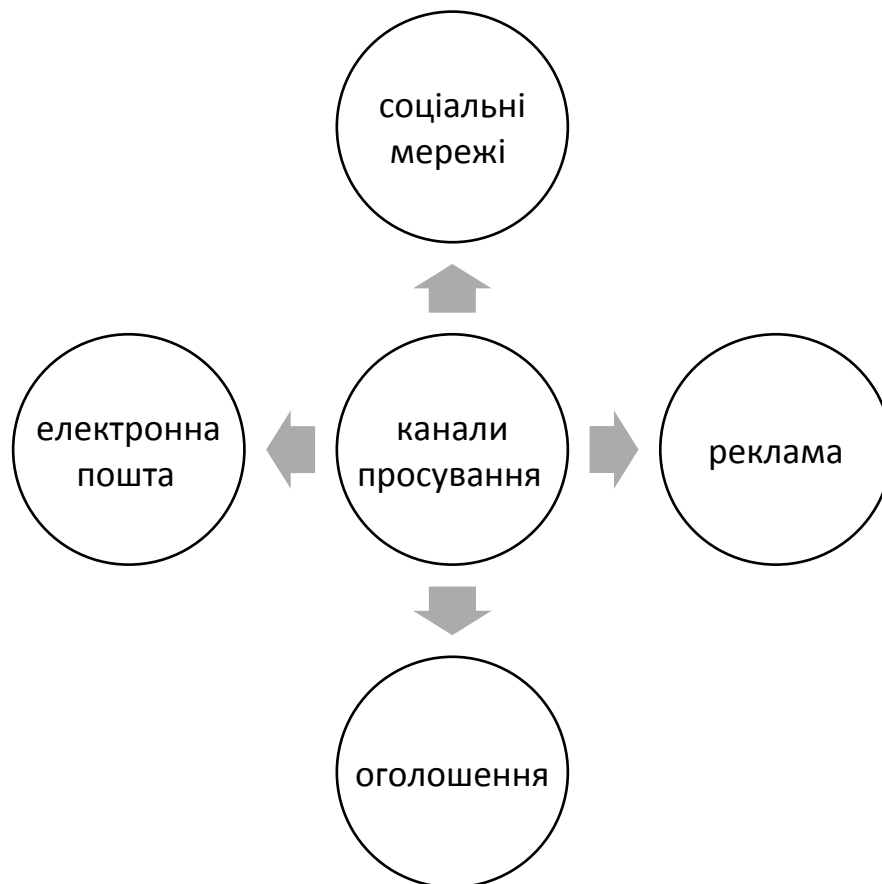 соціальні
мережі
електронна
пошта
канали
просування
реклама
оголошення